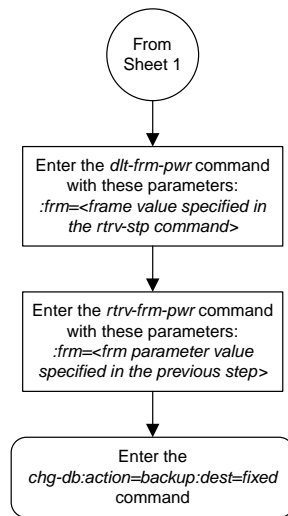 From
Sheet 1
Enter the dlt-frm-pwr command
with these parameters:
:frm=<frame value specified in
the rtrv-stp command>
Enter the rtrv-frm-pwr command
with these parameters:
:frm=<frm parameter value
specified in the previous step>
Enter the
chg-db:action=backup:dest=fixed
command